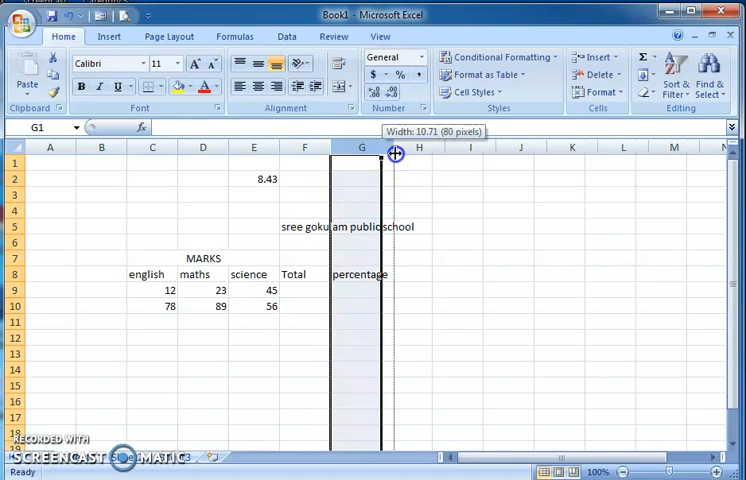 Book1 - Microsoft Excel
Home Insert Page Layout Formulas Data Review View
Calibri 11 A A General Σ
Paste B I U A $ % ,
Conditional Formatting
Format as Table
Cell Styles
Insert
Delete
Format
Sort & Filter
Find & Select
Clipboard Font Alignment Number Styles Cells Editing
G1 fx
Width: 10.71 (80 pixels)
A B C D E F G H I J K L M N
1
2 8.43
3
4
5 sree goku am public school
6
7 MARKS
8 english maths science Total percentage
9 12 23 45
10 78 89 56
11
12
13
14
15
16
17
18
19
RECORDED WITH
SCREENCAST MATIC
Ready 100%